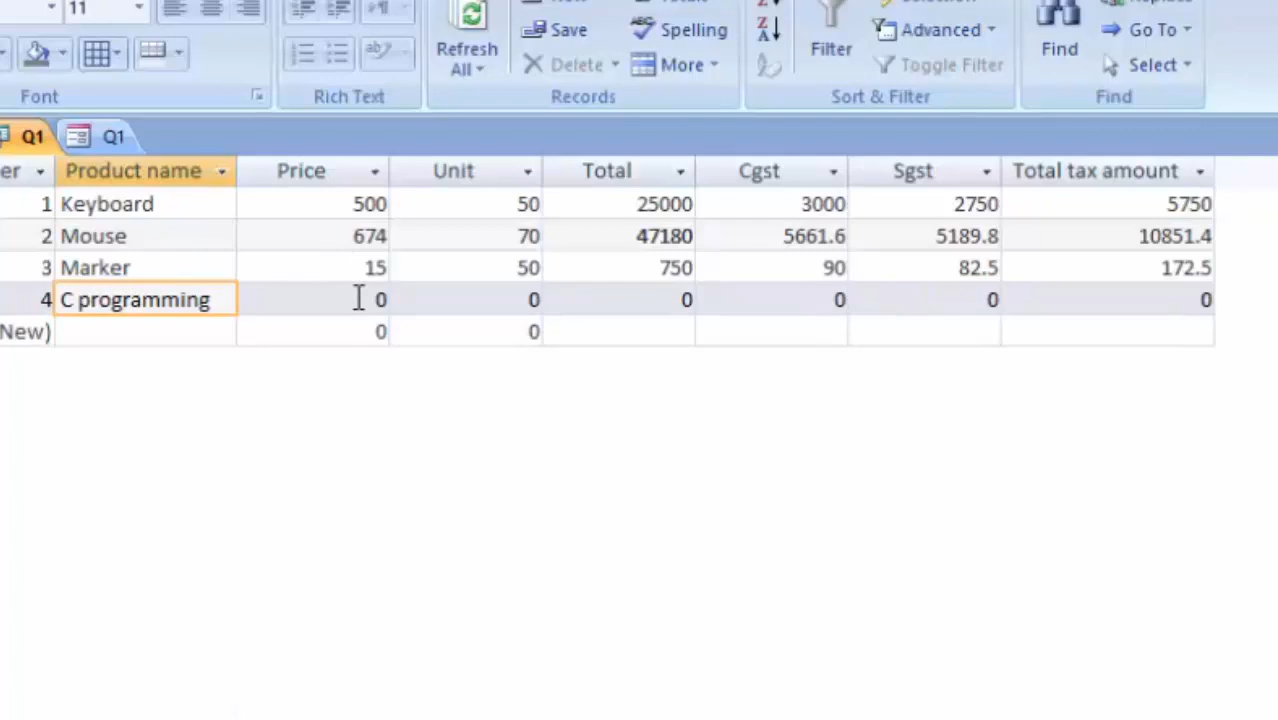 11
Save
Spelling
Refresh All
Delete
More
Filter
Advanced
Toggle Filter
Find
Go To
Select
Font
Rich Text
Records
Sort & Filter
Find
Q1
Q1
er Product name Price Unit Total Cgst Sgst Total tax amount
1 Keyboard 500 50 25000 3000 2750 5750
2 Mouse 674 70 47180 5661.6 5189.8 10851.4
3 Marker 15 50 750 90 82.5 172.5
4 C programming 0 0 0 0 0 0
New) 0 0